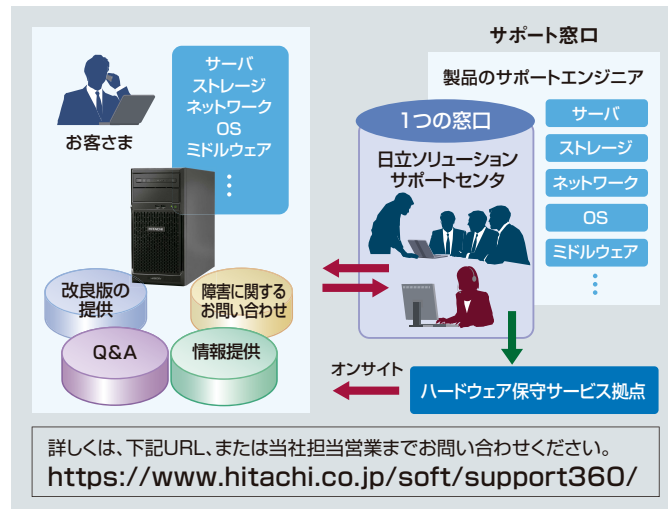 サポート窓口
お客さま
サーバ
ストレージ
ネットワーク
OS
ミドルウェア
⋮
HITACHI
改良版の
提供
障害に関する
お問い合わせ
Q&A
情報提供
1つの窓口
日立ソリューション
サポートセンタ
製品のサポートエンジニア
サーバ
ストレージ
ネットワーク
OS
ミドルウェア
⋮
オンサイト
ハードウェア保守サービス拠点
詳しくは、下記URL、または当社担当営業までお問い合わせください。
https://www.hitachi.co.jp/soft/support360/